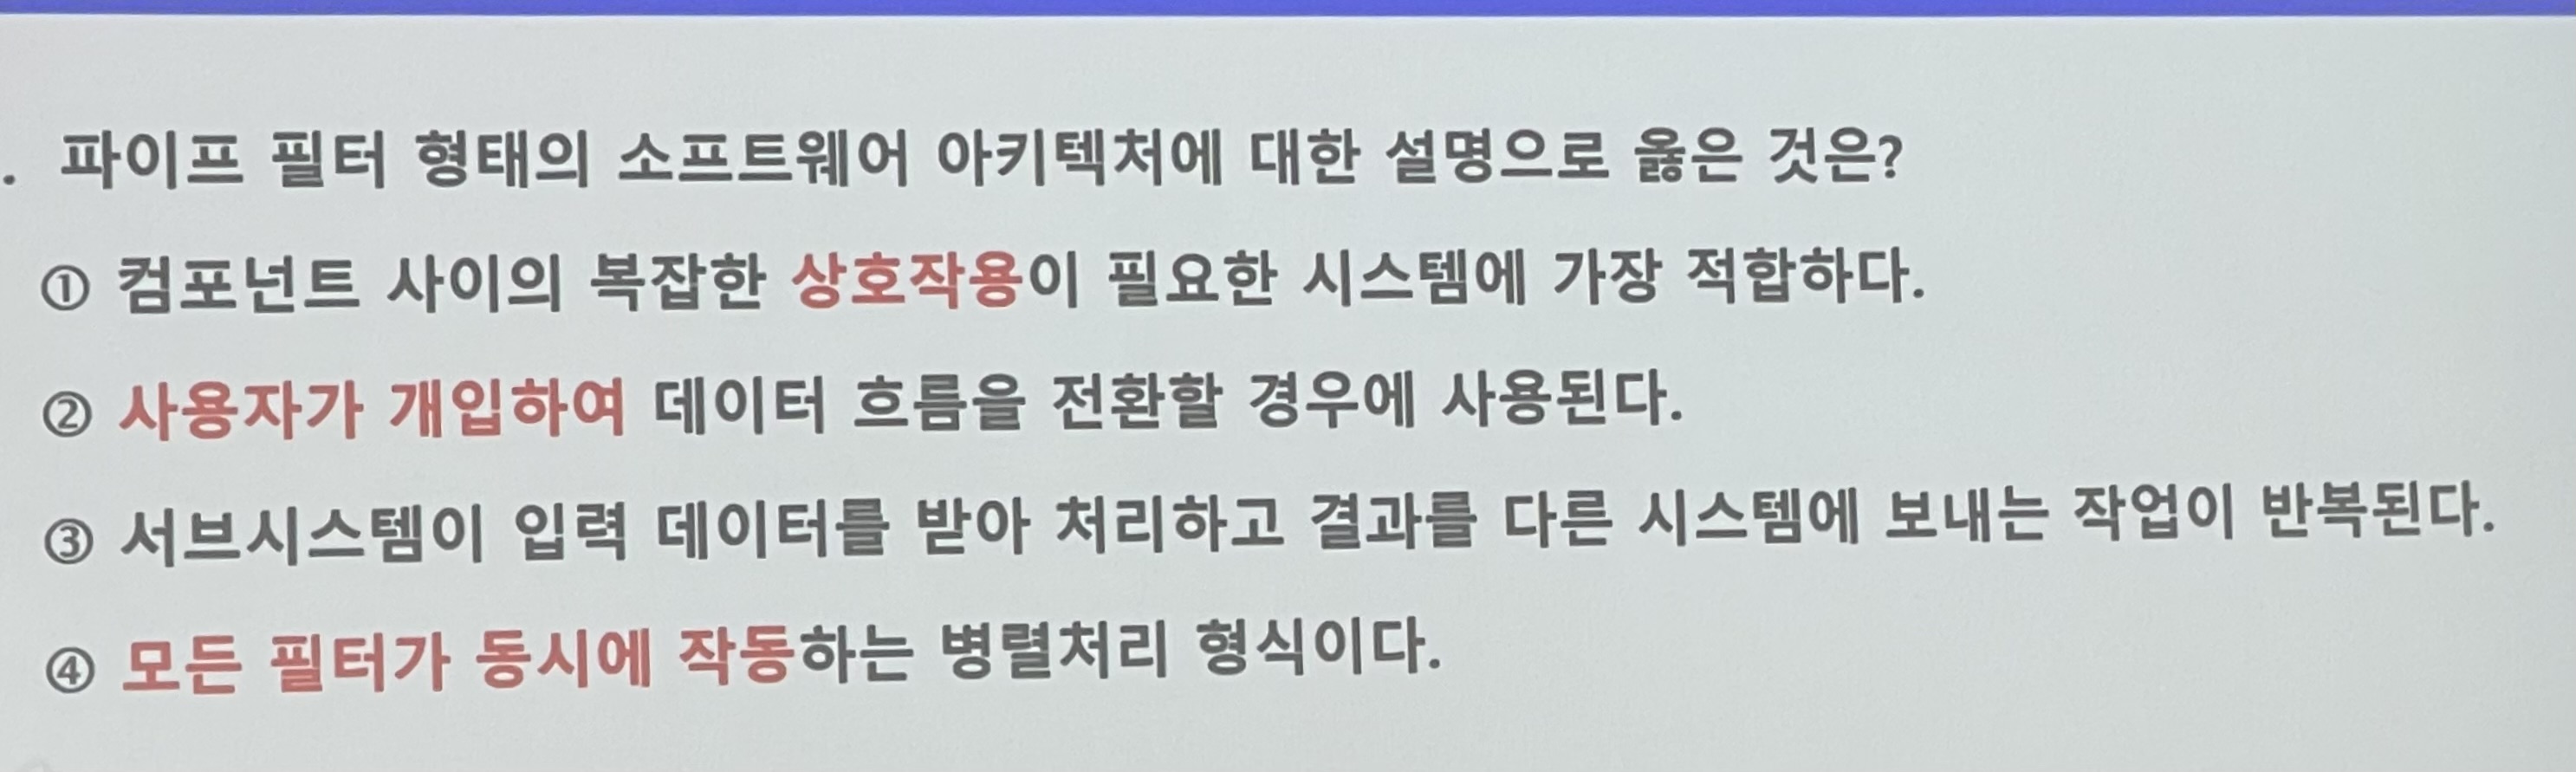 . 파이프 필터 형태의 소프트웨어 아키텍처에 대한 설명으로 옳은 것은?
① 컴포넌트 사이의 복잡한 상호작용이 필요한 시스템에 가장 적합하다.
② 사용자가 개입하여 데이터 흐름을 전환할 경우에 사용된다.
③ 서브시스템이 입력 데이터를 받아 처리하고 결과를 다른 시스템에 보내는 작업이 반복된다.
④ 모든 필터가 동시에 작동하는 병렬처리 형식이다.